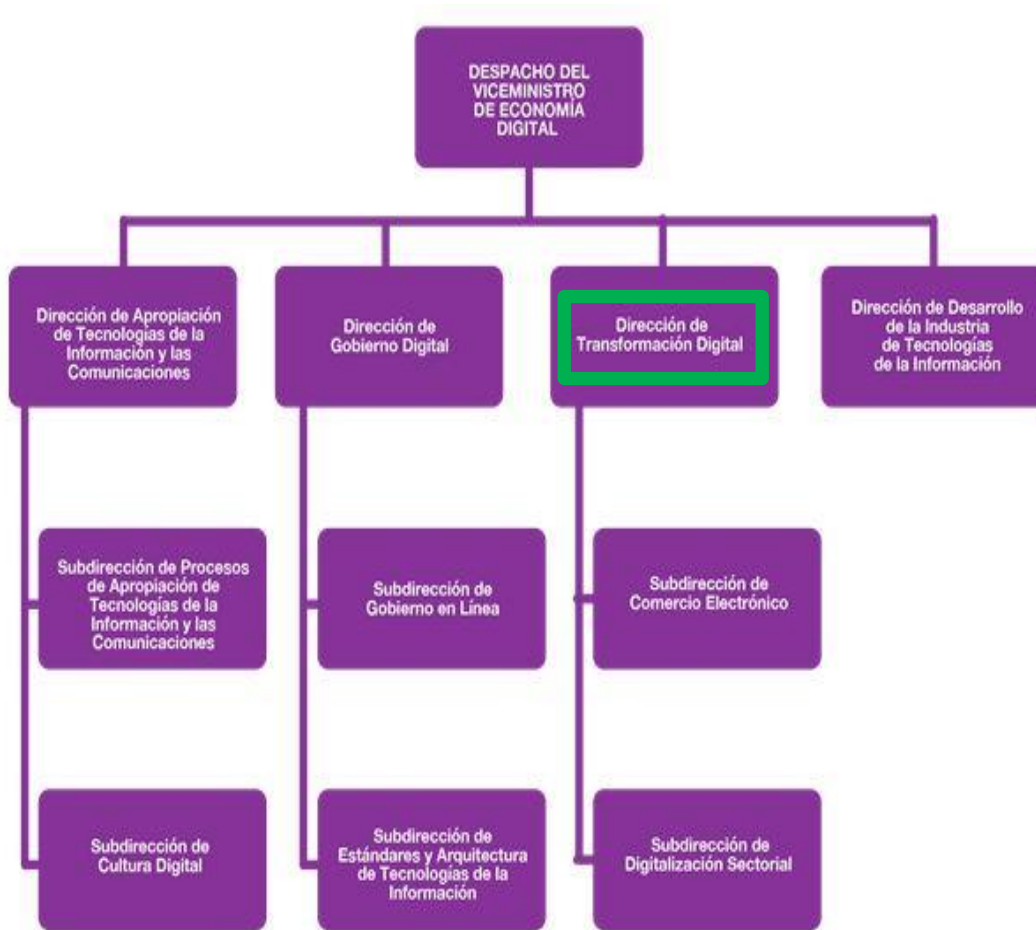 DESPACHO DEL
VICEMINISTRO
DE ECONOMÍA
DIGITAL
Dirección de Apropiación
de Tecnologías de la
Información y las
Comunicaciones
Dirección de
Gobierno Digital
Dirección de
Transformación Digital
Dirección de Desarrollo
de la Industria
de Tecnologías
de la Información
Subdirección de Procesos
de Apropiación de
Tecnologías de la
Información y las
Comunicaciones
Subdirección de
Gobierno en Línea
Subdirección de
Comercio Electrónico
Subdirección de
Cultura Digital
Subdirección de
Estándares y Arquitectura
de Tecnologías de la
Información
Subdirección de
Digitalización Sectorial